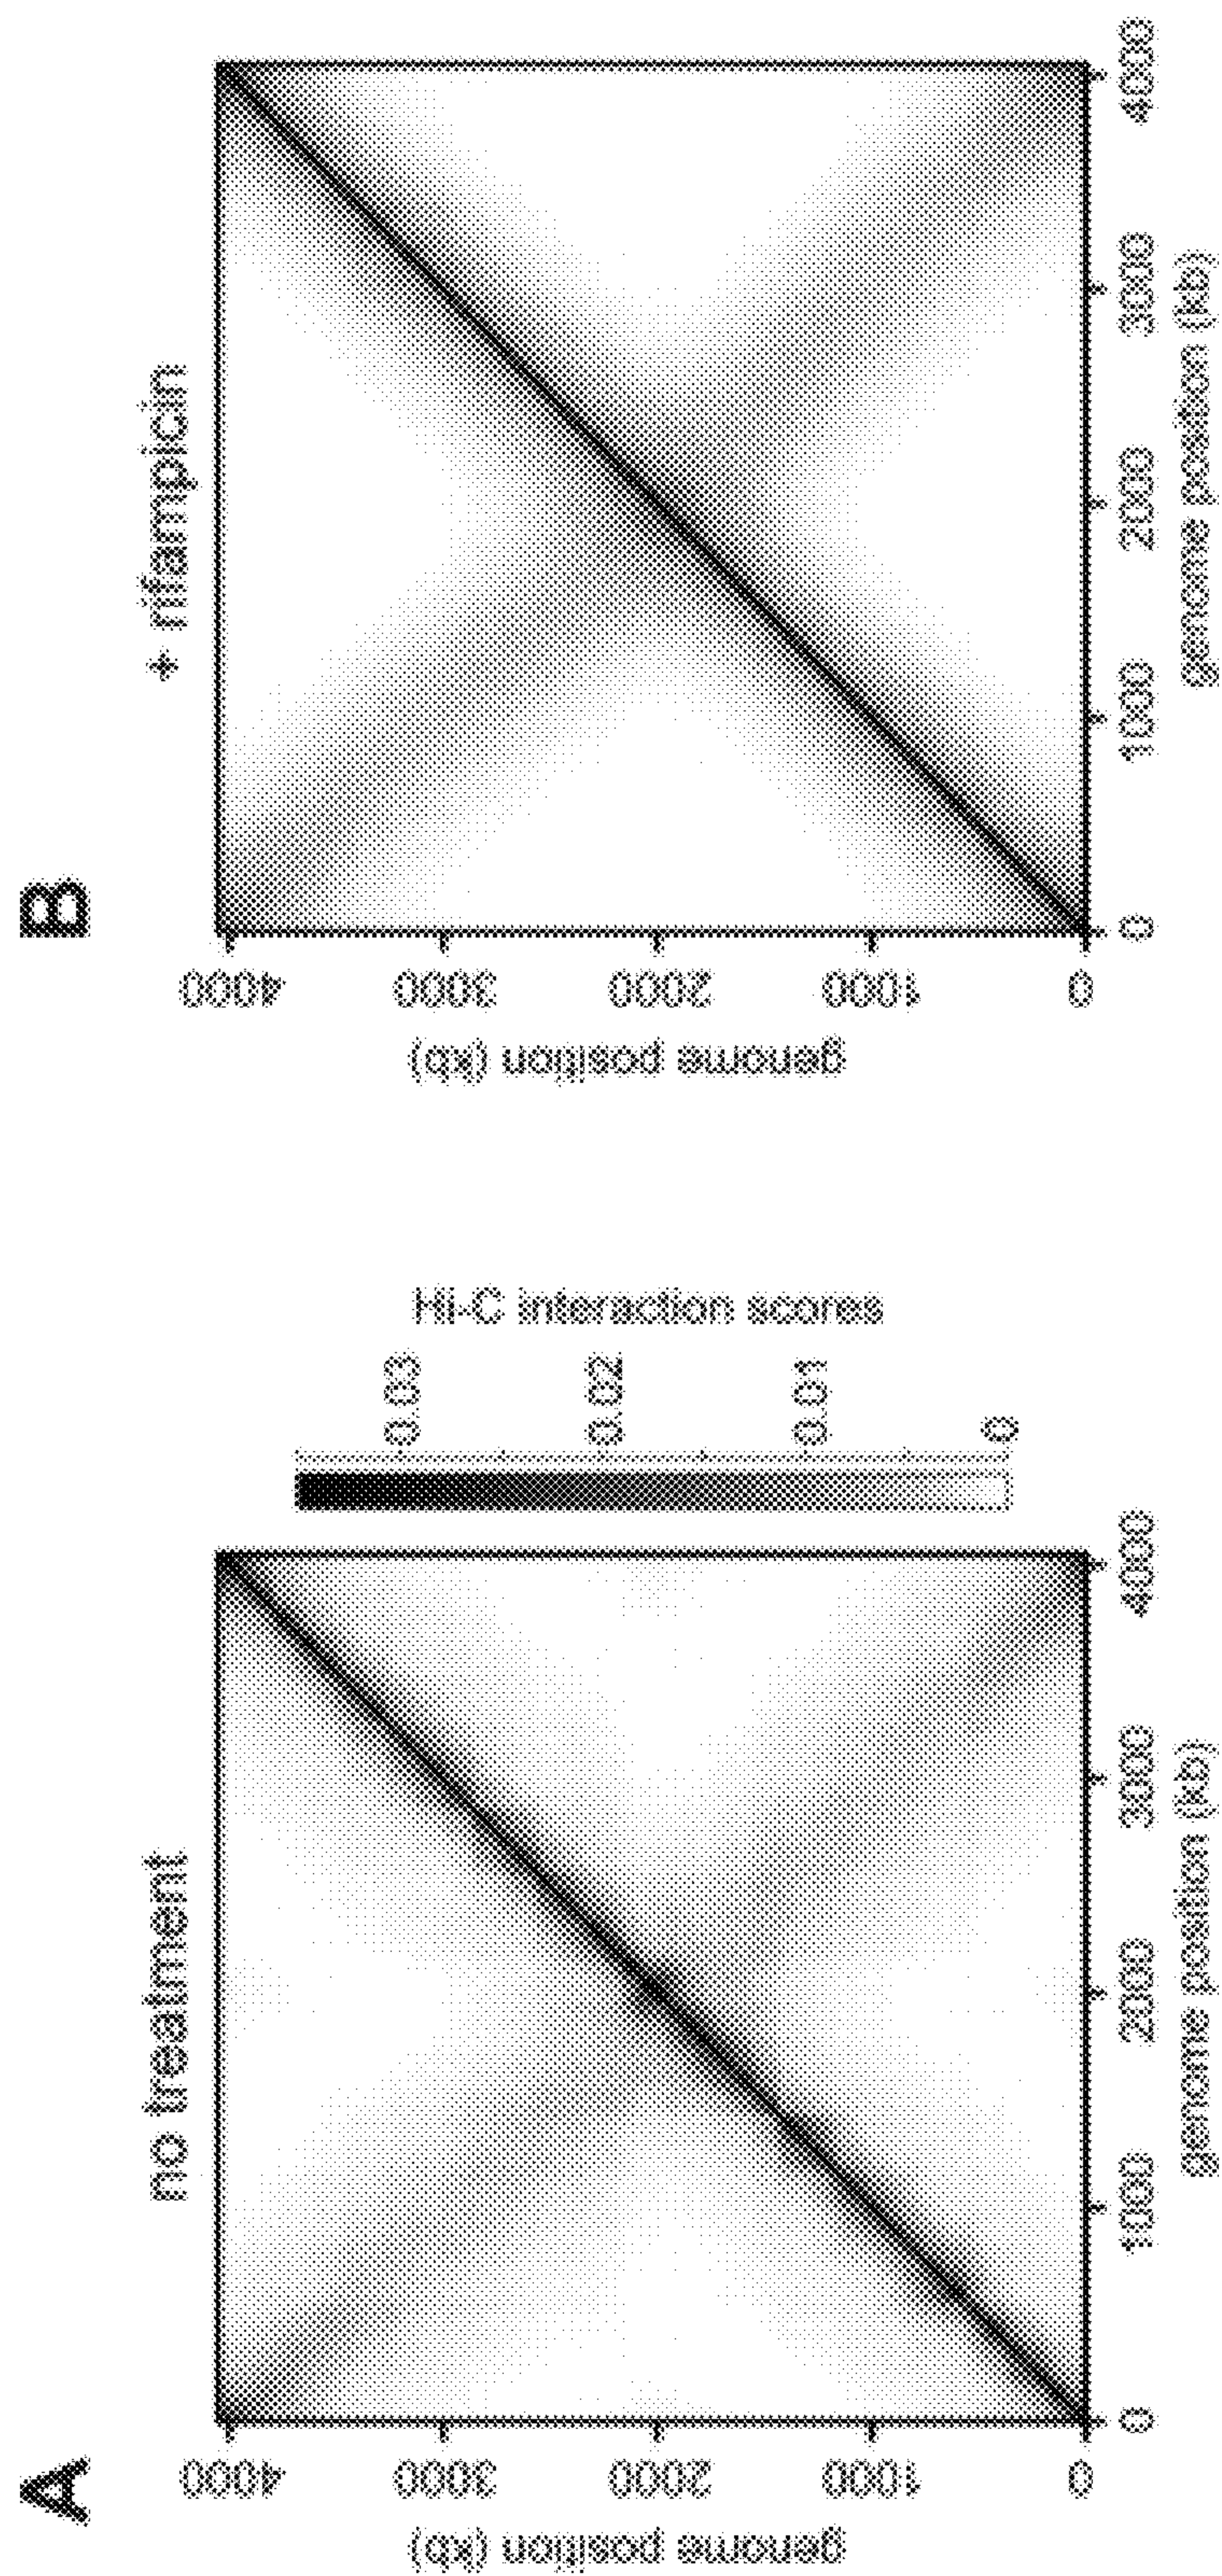 A
no treatment
genome position (kb)
4000
3000
2000
1000
0
0
1000
2000
3000
4000
genome position (kb)
0.03
0.02
0.01
0
Hi-C interaction scores
B
+ rifampicin
genome position (kb)
4000
3000
2000
1000
0
0
1000
2000
3000
4000
genome position (kb)